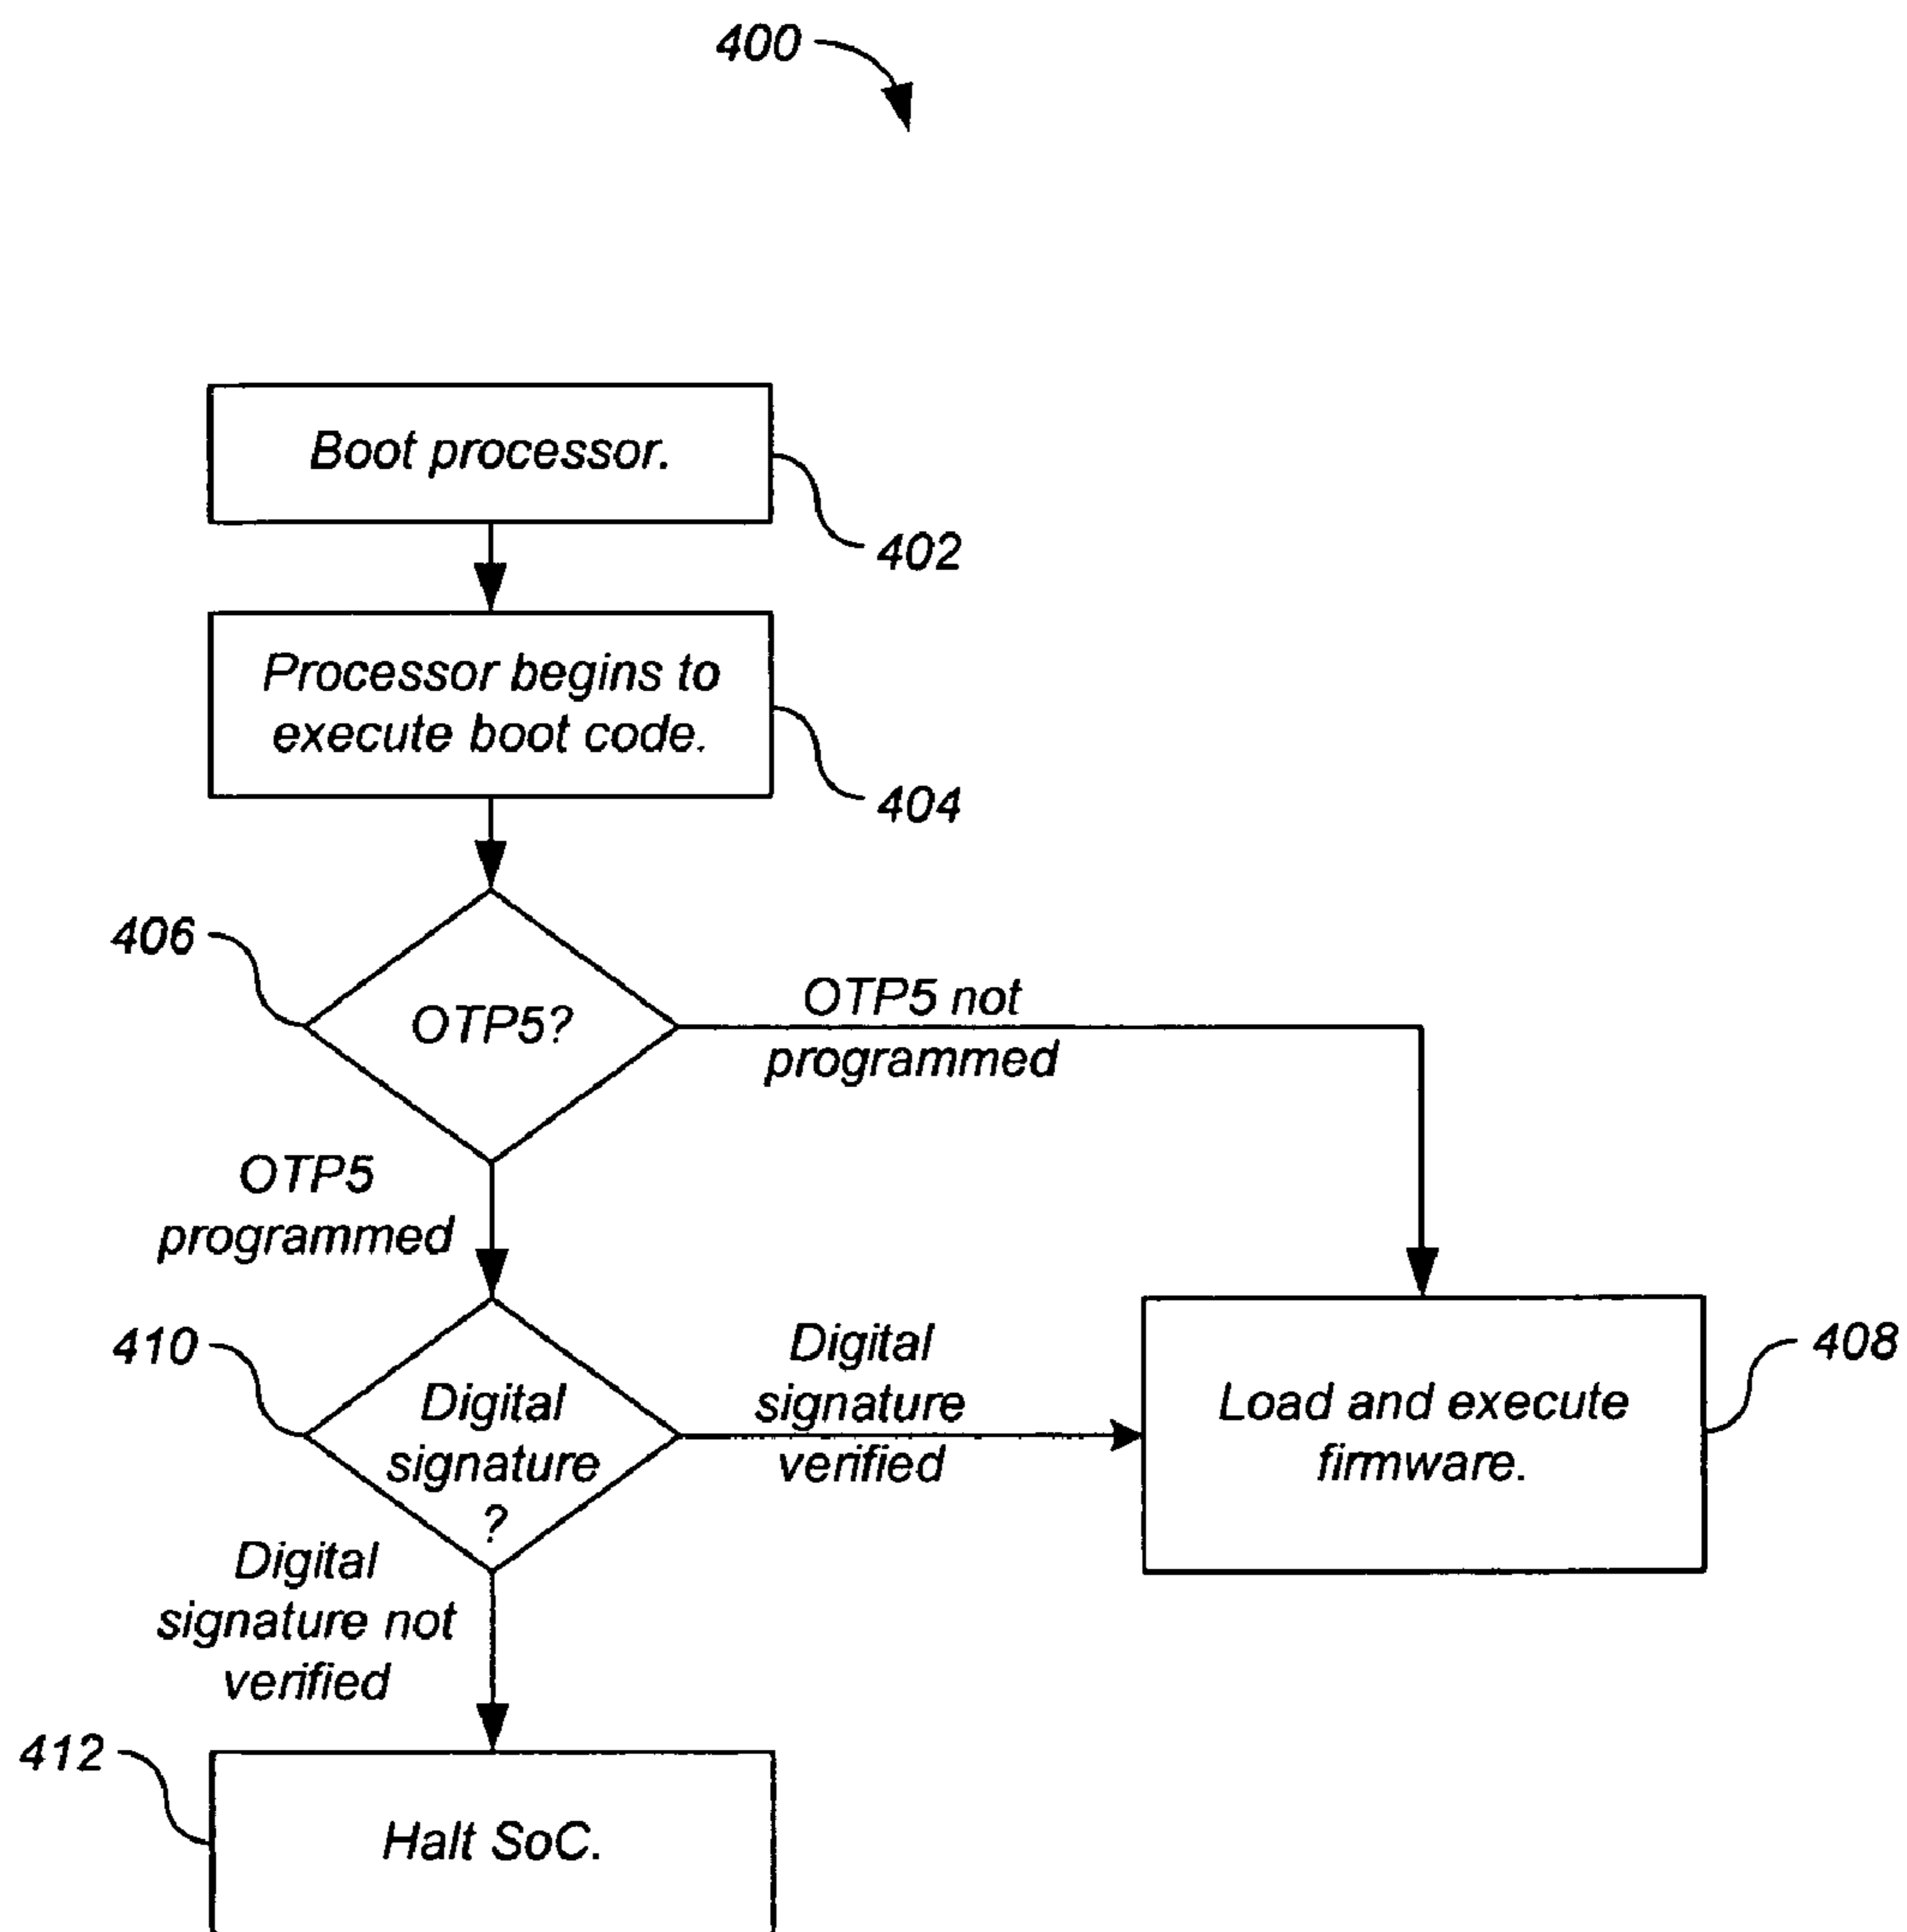 400
Boot processor.
402
Processor begins to
execute boot code.
404
406
OTP5?
OTP5 not
programmed
OTP5
programmed
410
Digital
signature
?
Digital
signature
verified
Load and execute
firmware.
408
Digital
signature not
verified
412
Halt SoC.